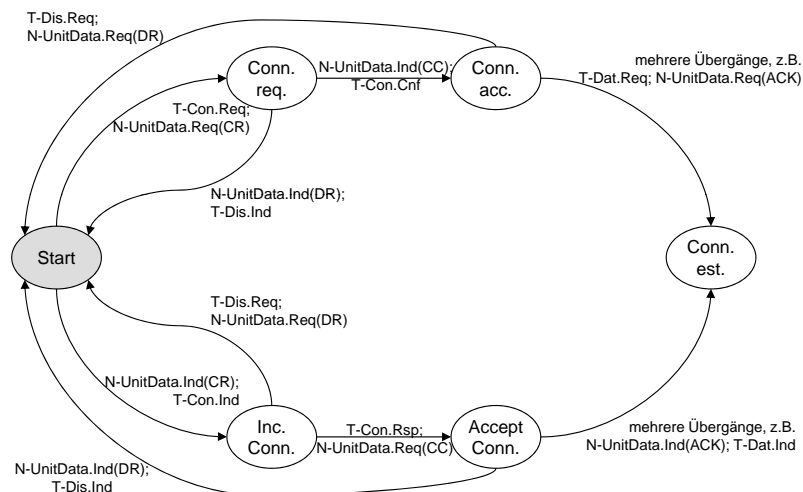 T-Dis.Req;
N-UnitData.Req(DR)
Conn.
req.
N-UnitData.Ind(CC);
T-Con.Cnf
Conn.
acc.
mehrere Übergänge, z.B.
T-Dat.Req; N-UnitData.Req(ACK)
T-Con.Req;
N-UnitData.Req(CR)
N-UnitData.Ind(DR);
T-Dis.Ind
Start
Conn.
est.
T-Dis.Req;
N-UnitData.Req(DR)
N-UnitData.Ind(CR);
T-Con.Ind
Inc.
Conn.
T-Con.Rsp;
N-UnitData.Req(CC)
Accept
Conn.
mehrere Übergänge, z.B.
N-UnitData.Ind(ACK); T-Dat.Ind
N-UnitData.Ind(DR);
T-Dis.Ind